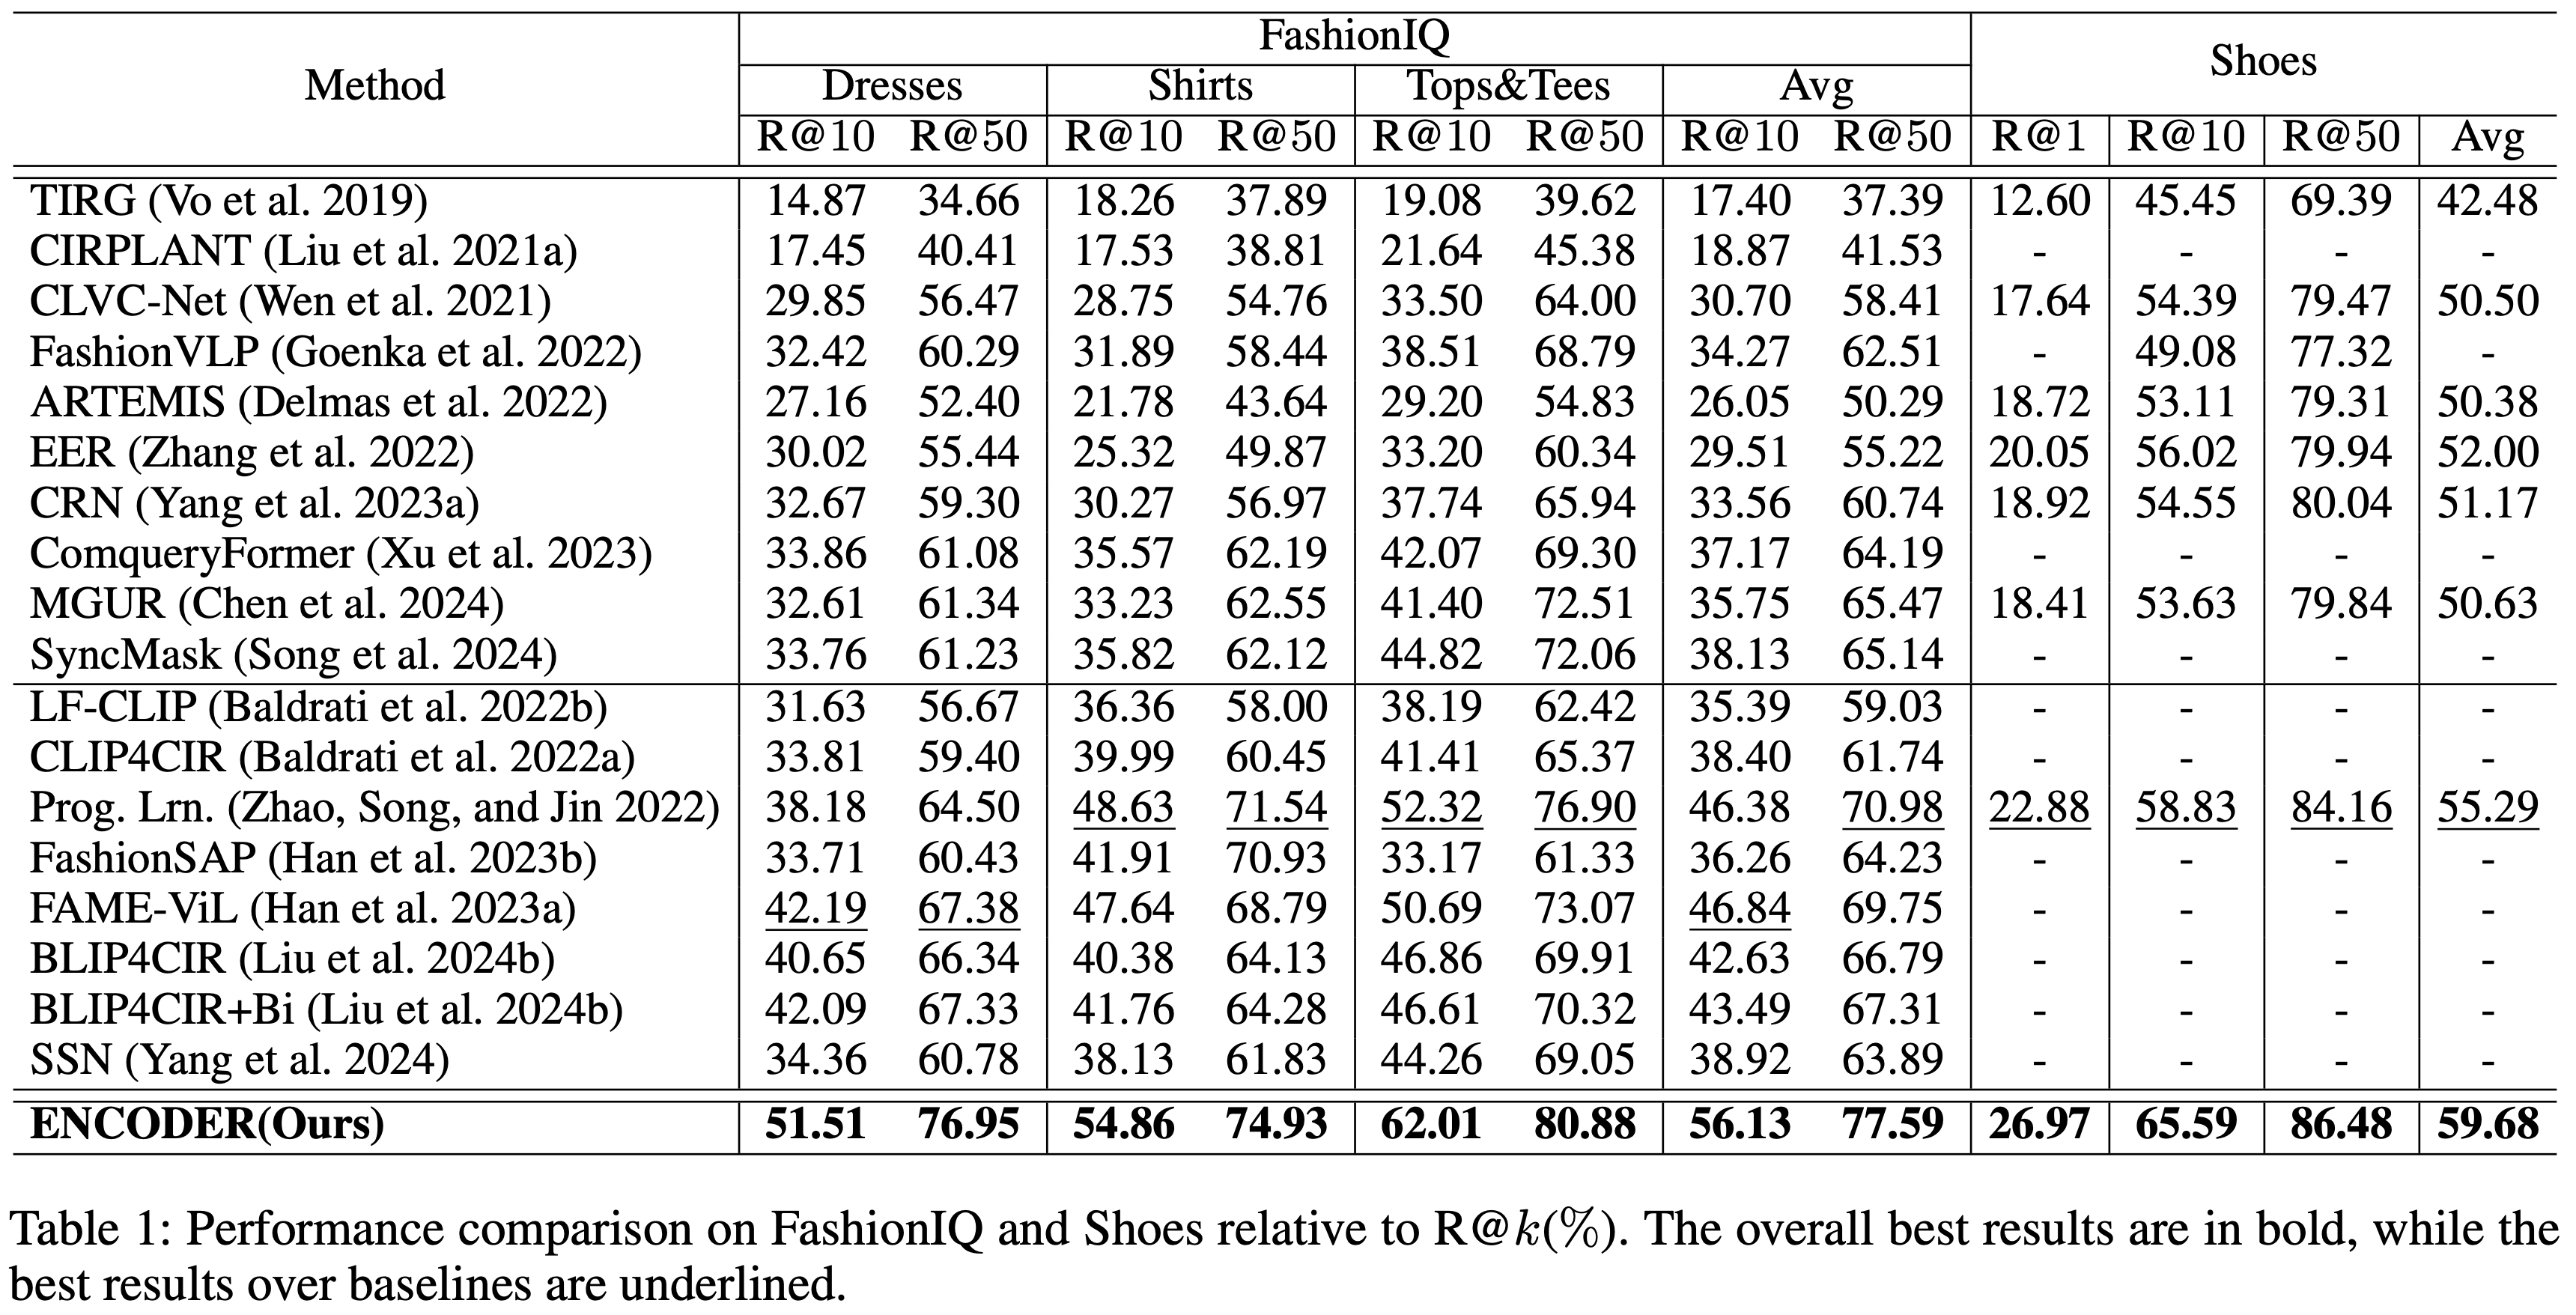 FashionIQ
Shoes
Method
Dresses Shirts Tops&Tees Avg
R@10 R@50 R@10 R@50 R@10 R@50 R@10 R@50 R@1 R@10 R@50 Avg
TIRG (Vo et al. 2019) 14.87 34.66 18.26 37.89 19.08 39.62 17.40 37.39 12.60 45.45 69.39 42.48
CIRPLANT (Liu et al. 2021a) 17.45 40.41 17.53 38.81 21.64 45.38 18.87 41.53 - - - -
CLVC-Net (Wen et al. 2021) 29.85 56.47 28.75 54.76 33.50 64.00 30.70 58.41 17.64 54.39 79.47 50.50
FashionVLP (Goenka et al. 2022) 32.42 60.29 31.89 58.44 38.51 68.79 34.27 62.51 - 49.08 77.32 -
ARTEMIS (Delmas et al. 2022) 27.16 52.40 21.78 43.64 29.20 54.83 26.05 50.29 18.72 53.11 79.31 50.38
EER (Zhang et al. 2022) 30.02 55.44 25.32 49.87 33.20 60.34 29.51 55.22 20.05 56.02 79.94 52.00
CRN (Yang et al. 2023a) 32.67 59.30 30.27 56.97 37.74 65.94 33.56 60.74 18.92 54.55 80.04 51.17
ComqueryFormer (Xu et al. 2023) 33.86 61.08 35.57 62.19 42.07 69.30 37.17 64.19 - - - -
MGUR (Chen et al. 2024) 32.61 61.34 33.23 62.55 41.40 72.51 35.75 65.47 18.41 53.63 79.84 50.63
SyncMask (Song et al. 2024) 33.76 61.23 35.82 62.12 44.82 72.06 38.13 65.14 - - - -
LF-CLIP (Baldrati et al. 2022b) 31.63 56.67 36.36 58.00 38.19 62.42 35.39 59.03 - - - -
CLIP4CIR (Baldrati et al. 2022a) 33.81 59.40 39.99 60.45 41.41 65.37 38.40 61.74 - - - -
Prog. Lrn. (Zhao, Song, and Jin 2022) 38.18 64.50 48.63 71.54 52.32 76.90 46.38 70.98 22.88 58.83 84.16 55.29
FashionSAP (Han et al. 2023b) 33.71 60.43 41.91 70.93 33.17 61.33 36.26 64.23 - - - -
FAME-ViL (Han et al. 2023a) 42.19 67.38 47.64 68.79 50.69 73.07 46.84 69.75 - - - -
BLIP4CIR (Liu et al. 2024b) 40.65 66.34 40.38 64.13 46.86 69.91 42.63 66.79 - - - -
BLIP4CIR+Bi (Liu et al. 2024b) 42.09 67.33 41.76 64.28 46.61 70.32 43.49 67.31 - - - -
SSN (Yang et al. 2024) 34.36 60.78 38.13 61.83 44.26 69.05 38.92 63.89 - - - -
ENCODER(Ours) 51.51 76.95 54.86 74.93 62.01 80.88 56.13 77.59 26.97 65.59 86.48 59.68
Table 1: Performance comparison on FashionIQ and Shoes relative to R@k(%). The overall best results are in bold, while the
best results over baselines are underlined.